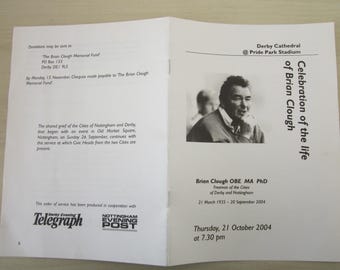 Donations may be sent to
'The Brian Clough
Memorial Fund'
PO Box 153
Derby DE1 9LS
by Monday, 15 November. Cheques made payable to 'The Brian Clough
Memorial Fund'.
The shared grief of the Cities of Nottingham and Derby,
that began with an event in Old Market Square,
Nottingham, on Sunday 26 September, continues with
the service at which Civic Heads from the two Cities are
present.
This order of service has been produced in cooperation with
Derby Evening
Telegraph
NOTTINGHAM
EVENING
POST
Derby Cathedral
@ Pride Park Stadium
Celebration of the life
of Brian Clough
Brian Clough OBE MA PhD
Freeman of the Cities
of Derby and Nottingham
21 March 1935 - 20 September 2004
Thursday, 21 October 2004
at 7.30 pm